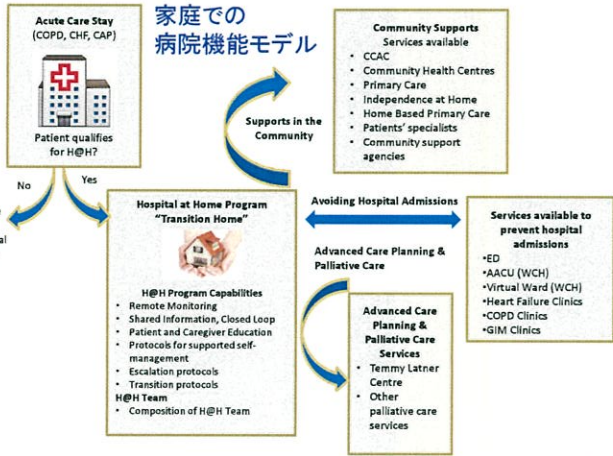 家庭での
病院機能モデル
Acute Care Stay
(COPD, CHF, CAP)
Patient qualifies
for H@H?
No
Yes
Supports in the
Community
Community Supports
Services available
• CCAC
• Community Health Centres
• Primary Care
• Independence at Home
• Home Based Primary Care
• Patients' specialists
• Community support
agencies
Hospital at Home Program
"Transition Home"
H@H Program Capabilities
• Remote Monitoring
• Shared Information, Closed Loop
• Patient and Caregiver Education
• Protocols for supported self-
management
• Escalation protocols
• Transition protocols
H@H Team
• Composition of H@H Team
Avoiding Hospital Admissions
Services available to
prevent hospital
admissions
•ED
•AACU (WCH)
•Virtual Ward (WCH)
•Heart Failure Clinics
•COPD Clinics
•GIM Clinics
Advanced Care Planning &
Palliative Care
Advanced Care
Planning &
Palliative Care
Services
• Temmy Latner
Centre
• Other
palliative care
services